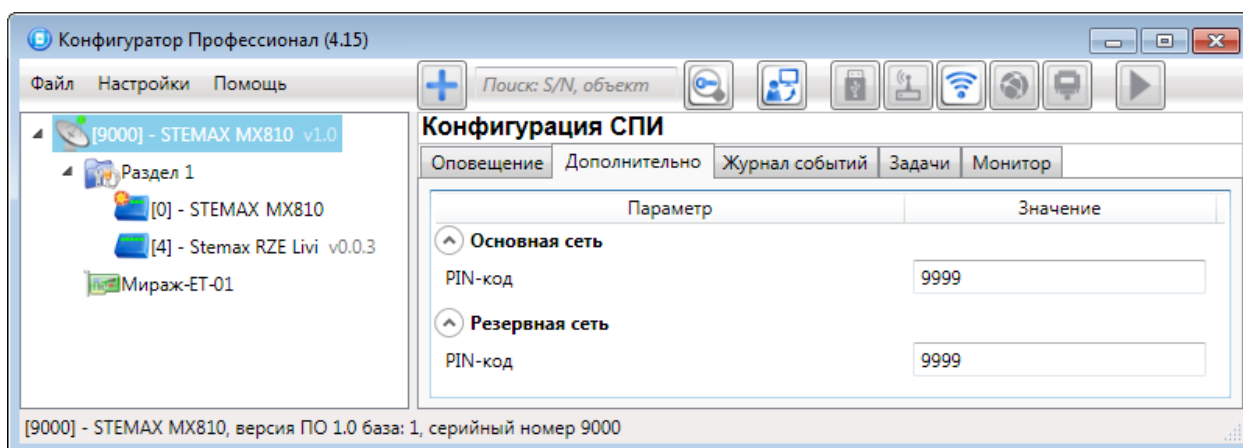 Конфигуратор Профессионал (4.15)
Файл Настройки Помощь
Поиск: S/N, объект
[9000] - STEMAX MX810 v1.0
Раздел 1
[0] - STEMAX MX810
[4] - Stemax RZE Livi v0.0.3
Мираж-ET-01
Конфигурация СПИ
Оповещение Дополнительно Журнал событий Задачи Монитор
Параметр Значение
Основная сеть
PIN-код 9999
Резервная сеть
PIN-код 9999
[9000] - STEMAX MX810, версия ПО 1.0 база: 1, серийный номер 9000